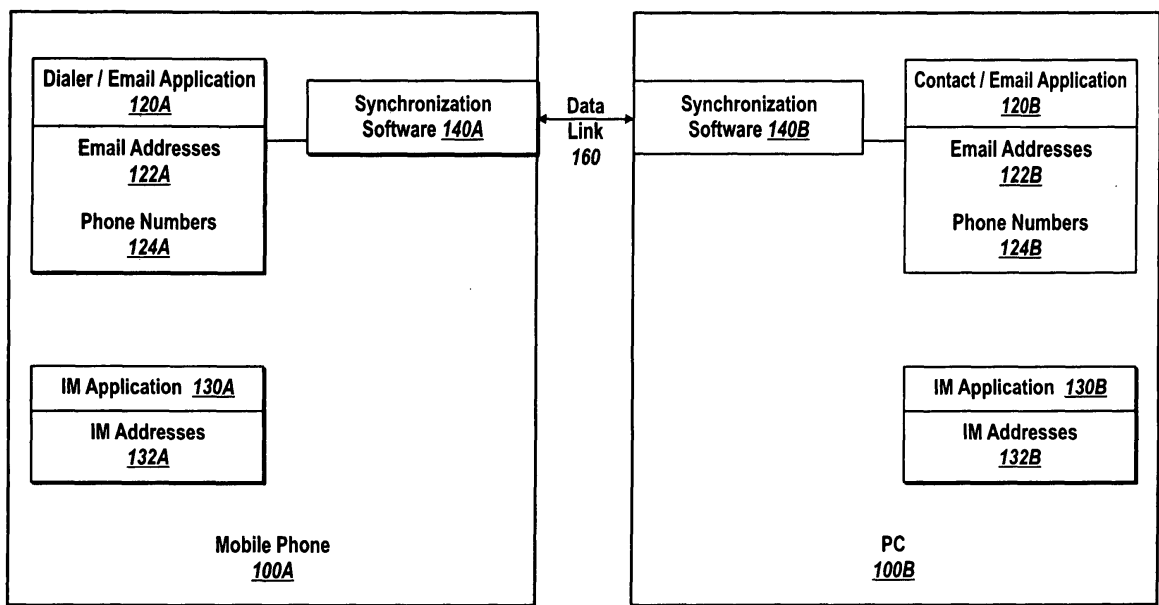 Dialer / Email Application
120A
Email Addresses
122A
Phone Numbers
124A
Synchronization
Software 140A
Data
Link
160
Synchronization
Software 140B
Contact / Email Application
120B
Email Addresses
122B
Phone Numbers
124B
IM Application 130A
IM Addresses
132A
IM Application 130B
IM Addresses
132B
Mobile Phone
100A
PC
100B